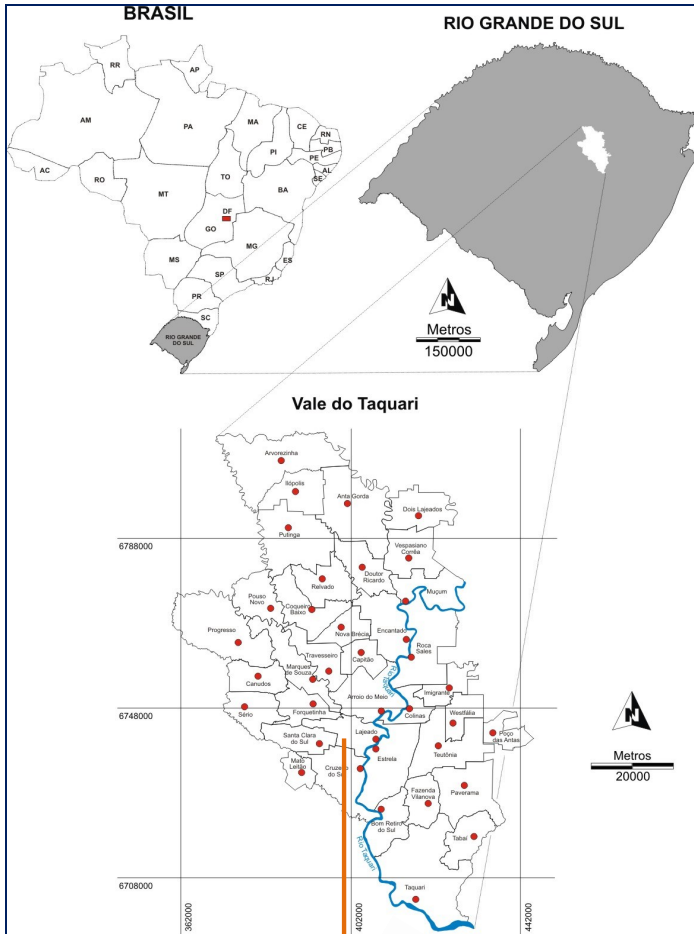 BRASIL
RIO GRANDE DO SUL
RR
AP
AM
PA
MA
CE
RN
PB
PE
AL
SE
PI
AC
RO
TO
BA
MT
DF
GO
MG
MS
ES
SP
RJ
PR
SC
RIO GRANDE
DO SUL
N
Metros
150000
Vale do Taquari
Arvorezinha
Ilópolis
Anta Gorda
Dois Lajeados
Putinga
6788000
Vespasiano
Corrêa
Doutor
Ricardo
Relvado
Muçum
Pouso
Novo
Coqueiro
Baixo
Progresso
Nova Bréscia
Encantado
Roca
Sales
Travesseiro
Capitão
Marques
de Souza
Canudos
Imigrante
Arroio do Meio
6748000
Sério
Forquetinha
Colinas
Westfália
Santa Clara
do Sul
Lajeado
Poço
das Antas
Estrela
Teutônia
Mato
Leitão
Cruzeiro
do Sul
Fazenda
Vilanova
Paverama
Bom Retiro
do Sul
Tabaí
Rio Taquari
6708000
Taquari
362000
402000
442000
N
Metros
20000